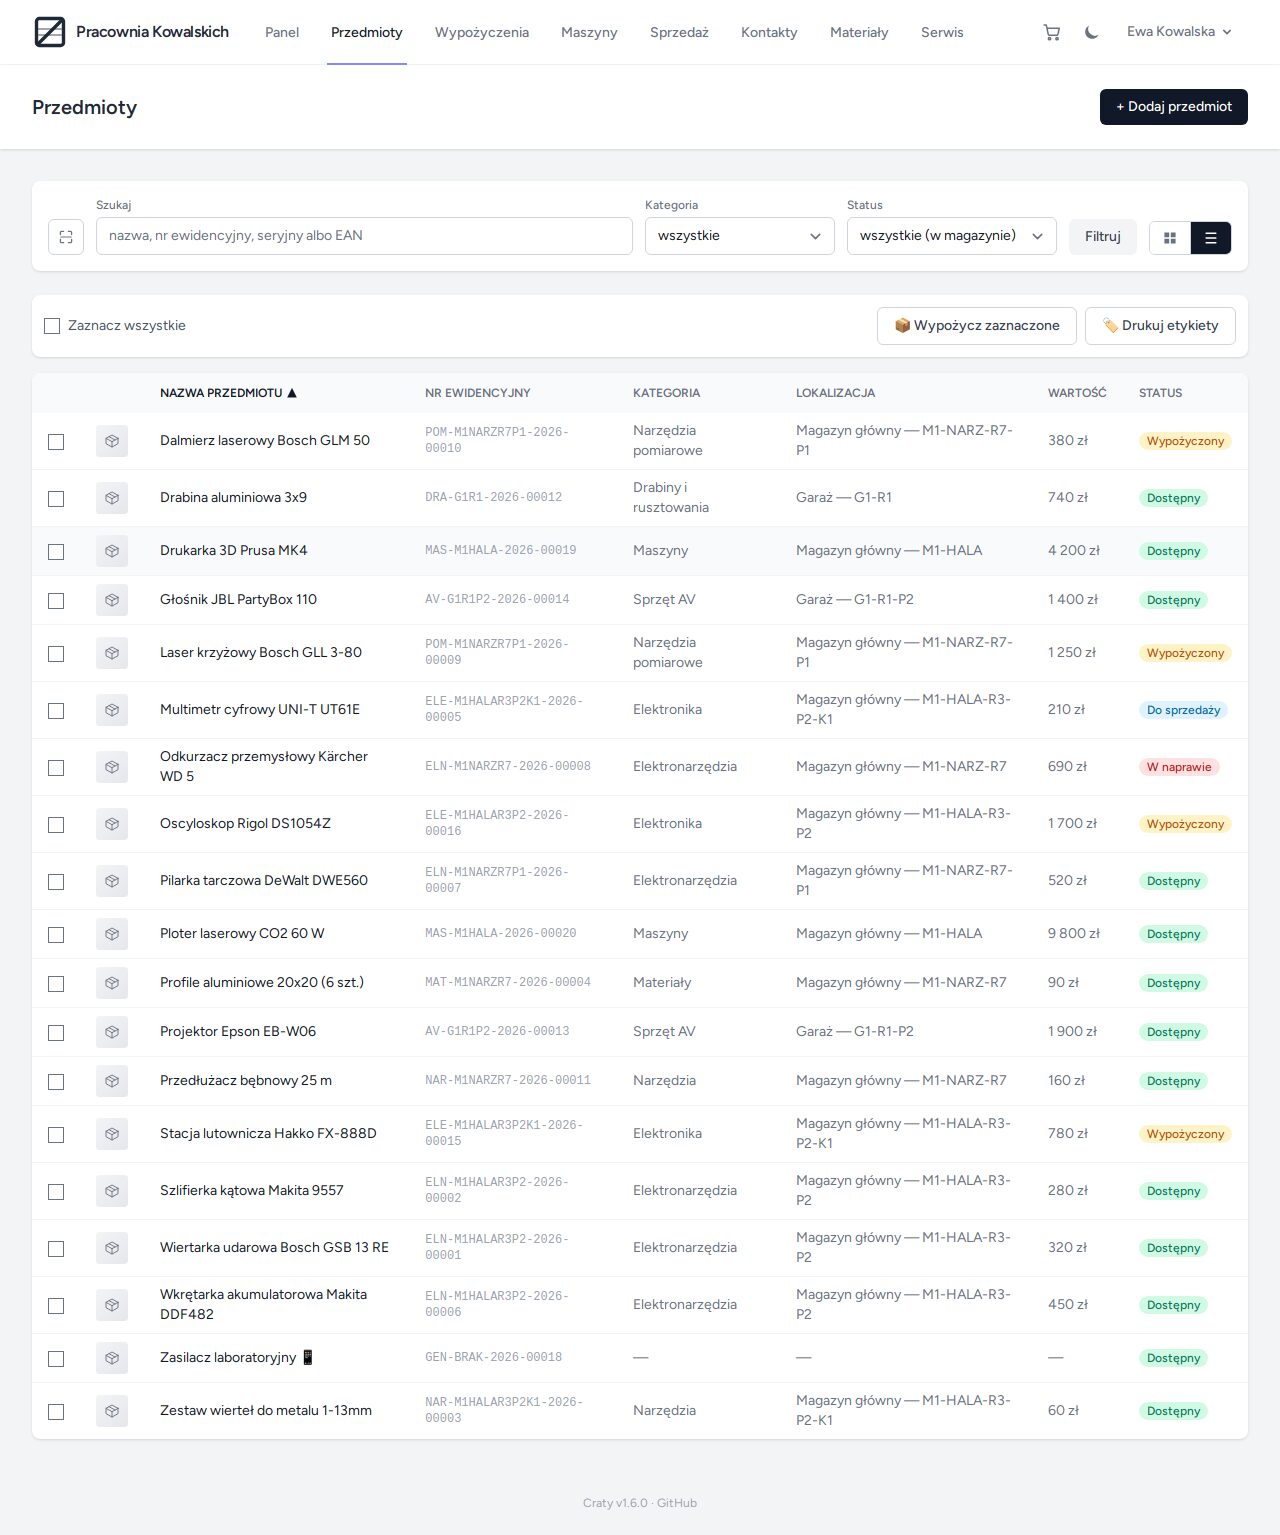 Pracownia Kowalskich Panel Przedmioty Wypożyczenia Maszyny Sprzedaż Kontakty Materiały Serwis Ewa Kowalska
Przedmioty + Dodaj przedmiot
Szukaj Kategoria Status
nazwa, nr ewidencyjny, seryjny albo EAN wszystkie wszystkie (w magazynie) Filtruj
Zaznacz wszystkie 📦 Wypożycz zaznaczone 🏷️ Drukuj etykiety
NAZWA PRZEDMIOTU ▲ NR EWIDENCYJNY KATEGORIA LOKALIZACJA WARTOŚĆ STATUS
Dalmierz laserowy Bosch GLM 50 POM-M1NARZR7P1-2026- Narzędzia Magazyn główny — M1-NARZ-R7- 380 zł Wypożyczony
00010 pomiarowe P1
Drabina aluminiowa 3x9 DRA-G1R1-2026-00012 Drabiny i Garaż — G1-R1 740 zł Dostępny
rusztowania
Drukarka 3D Prusa MK4 MAS-M1HALA-2026-00019 Maszyny Magazyn główny — M1-HALA 4 200 zł Dostępny
Głośnik JBL PartyBox 110 AV-G1R1P2-2026-00014 Sprzęt AV Garaż — G1-R1-P2 1 400 zł Dostępny
Laser krzyżowy Bosch GLL 3-80 POM-M1NARZR7P1-2026- Narzędzia Magazyn główny — M1-NARZ-R7- 1 250 zł Wypożyczony
00009 pomiarowe P1
Multimetr cyfrowy UNI-T UT61E ELE-M1HALAR3P2K1-2026- Elektronika Magazyn główny — M1-HALA-R3- 210 zł Do sprzedaży
00005 P2-K1
Odkurzacz przemysłowy Kärcher ELN-M1NARZR7-2026-00008 Elektronarzędzia Magazyn główny — M1-NARZ-R7 690 zł W naprawie
WD 5
Oscyloskop Rigol DS1054Z ELE-M1HALAR3P2-2026- Elektronika Magazyn główny — M1-HALA-R3- 1 700 zł Wypożyczony
00016 P2
Pilarka tarczowa DeWalt DWE560 ELN-M1NARZR7P1-2026- Elektronarzędzia Magazyn główny — M1-NARZ-R7- 520 zł Dostępny
00007 P1
Ploter laserowy CO2 60 W MAS-M1HALA-2026-00020 Maszyny Magazyn główny — M1-HALA 9 800 zł Dostępny
Profile aluminiowe 20x20 (6 szt.) MAT-M1NARZR7-2026-00004 Materiały Magazyn główny — M1-NARZ-R7 90 zł Dostępny
Projektor Epson EB-W06 AV-G1R1P2-2026-00013 Sprzęt AV Garaż — G1-R1-P2 1 900 zł Dostępny
Przedłużacz bębnowy 25 m NAR-M1NARZR7-2026-00011 Narzędzia Magazyn główny — M1-NARZ-R7 160 zł Dostępny
Stacja lutownicza Hakko FX-888D ELE-M1HALAR3P2K1-2026- Elektronika Magazyn główny — M1-HALA-R3- 780 zł Wypożyczony
00015 P2-K1
Szlifierka kątowa Makita 9557 ELN-M1HALAR3P2-2026- Elektronarzędzia Magazyn główny — M1-HALA-R3- 280 zł Dostępny
00002 P2
Wiertarka udarowa Bosch GSB 13 RE ELN-M1HALAR3P2-2026- Elektronarzędzia Magazyn główny — M1-HALA-R3- 320 zł Dostępny
00001 P2
Wkrętarka akumulatorowa Makita ELN-M1HALAR3P2-2026- Elektronarzędzia Magazyn główny — M1-HALA-R3- 450 zł Dostępny
DDF482 00006 P2
Zasilacz laboratoryjny 📱 GEN-BRAK-2026-00018 — — — Dostępny
Zestaw wierteł do metalu 1-13mm NAR-M1HALAR3P2K1-2026- Narzędzia Magazyn główny — M1-HALA-R3- 60 zł Dostępny
00003 P2-K1
Craty v1.6.0 · GitHub